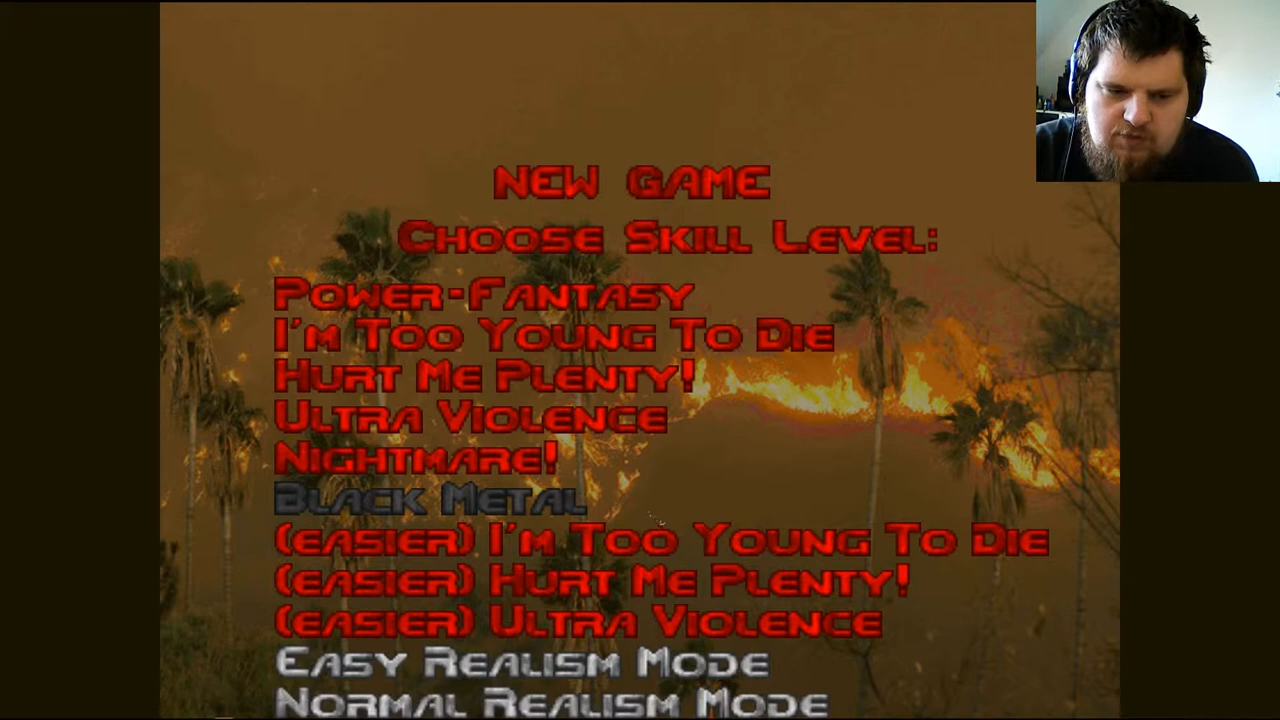 NEW GAME
CHOOSE SKILL LEVEL:
POWER-FANTASY
I'M TOO YOUNG TO DIE
HURT ME PLENTY!
ULTRA VIOLENCE
NIGHTMARE!
BLACK METAL
(EASIER) I'M TOO YOUNG TO DIE
(EASIER) HURT ME PLENTY!
(EASIER) ULTRA VIOLENCE
EASY REALISM MODE
NORMAL REALISM MODE